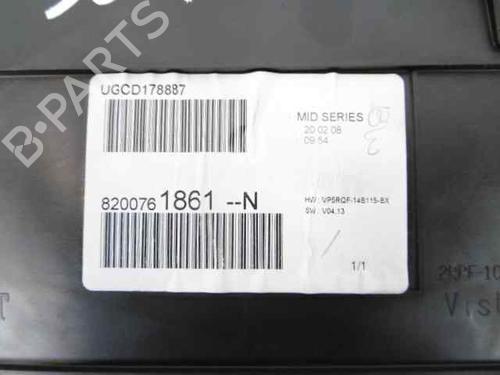 UGCD178887
MID SERIES
20 02 08
09:54
8200761861 --N
HW: VP5RQF-14B115-BX
SW: V04.13
1/1
B-PARTS